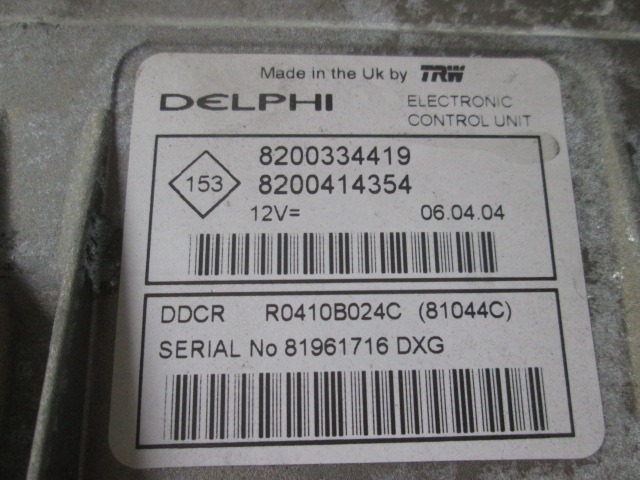 Made in the Uk by TRW
DELPHI ELECTRONIC
CONTROL UNIT
153
8200334419
8200414354
12V= 06.04.04
DDCR R0410B024C (81044C)
SERIAL No 81961716 DXG